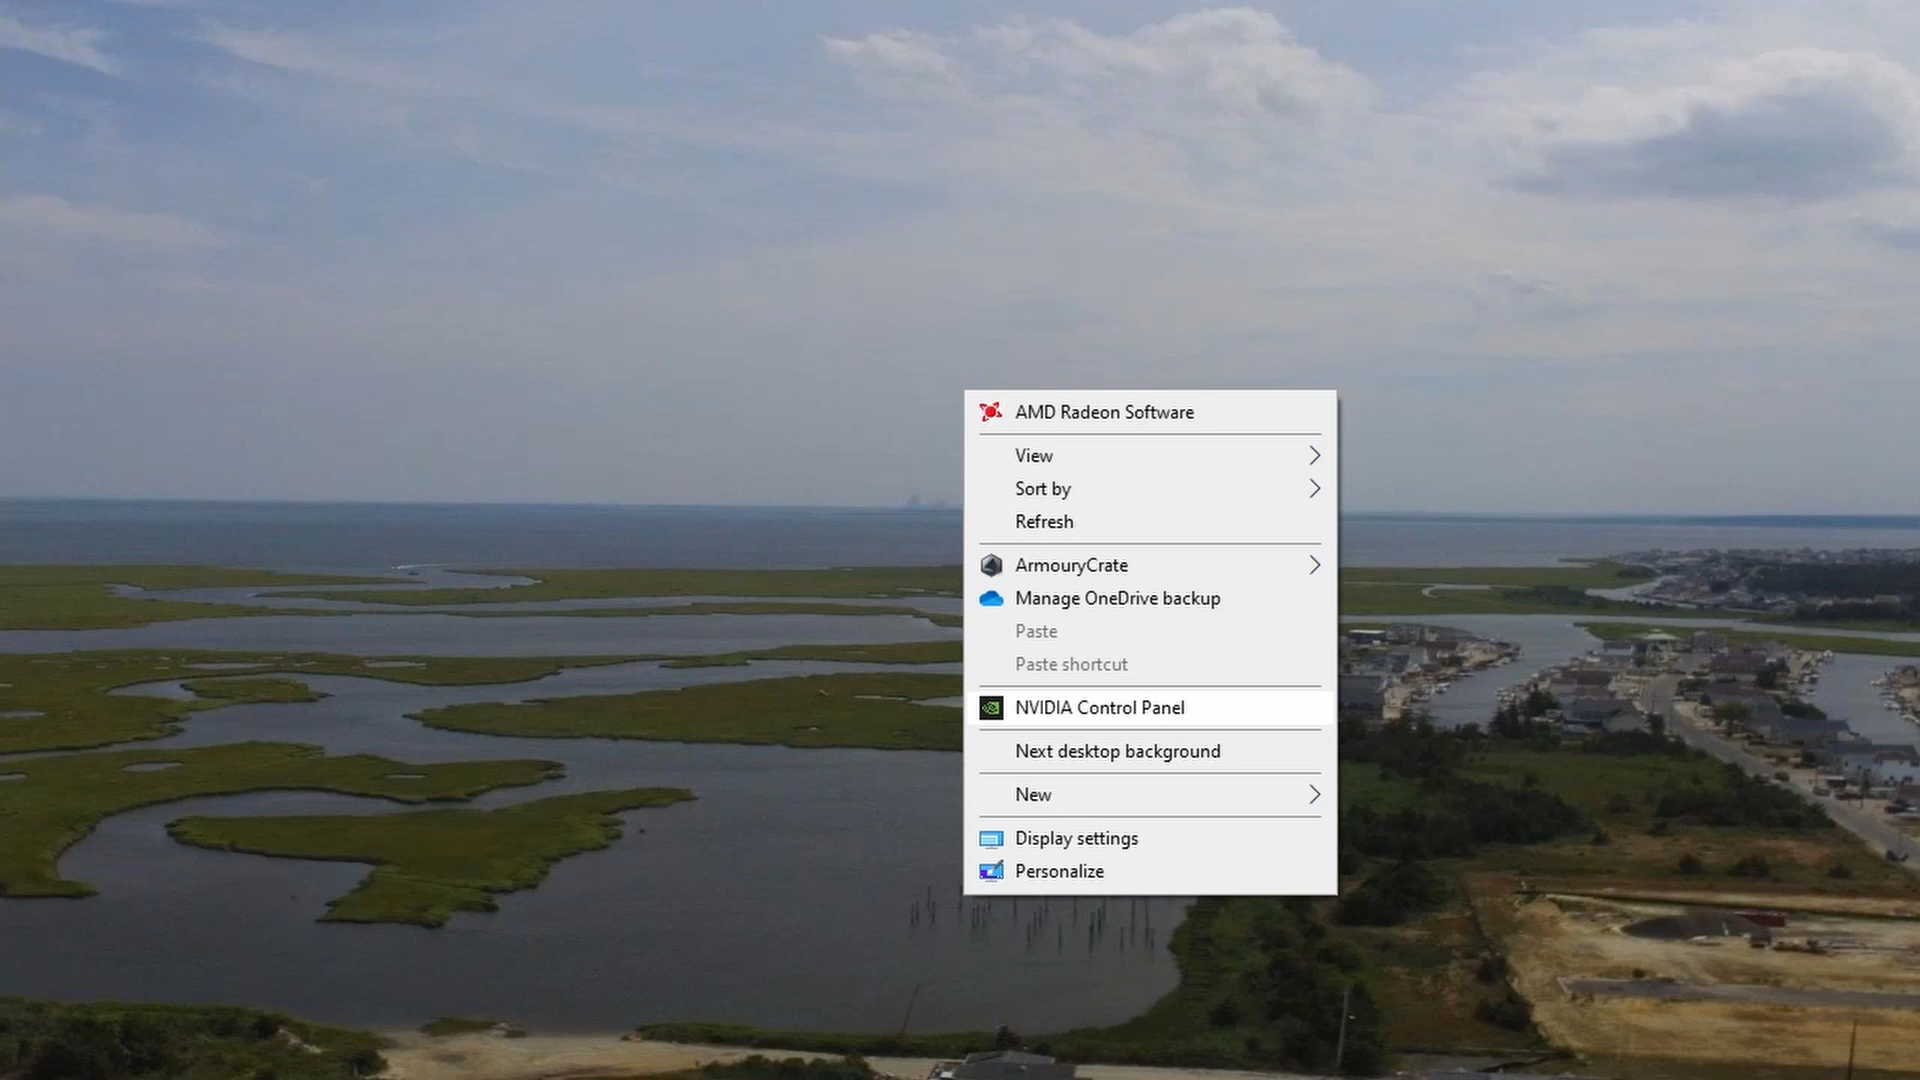 AMD Radeon Software
View
Sort by
Refresh
ArmouryCrate
Manage OneDrive backup
Paste
Paste shortcut
NVIDIA Control Panel
Next desktop background
New
Display settings
Personalize